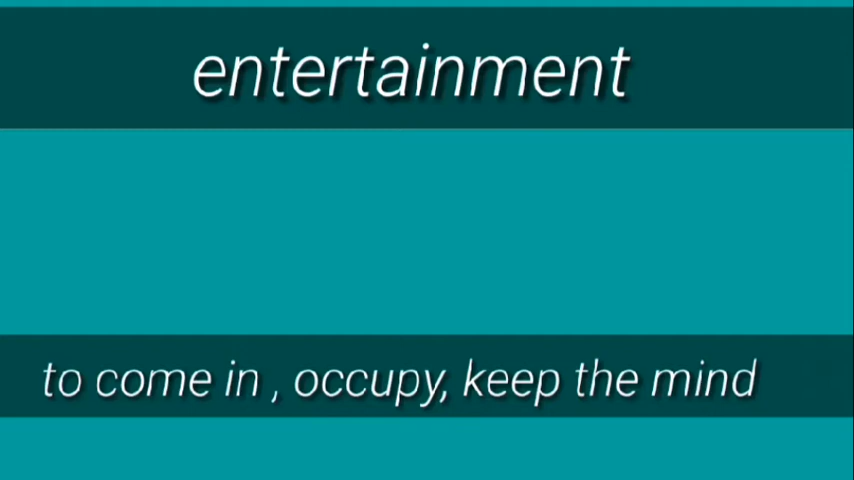 entertainment
to come in , occupy, keep the mind